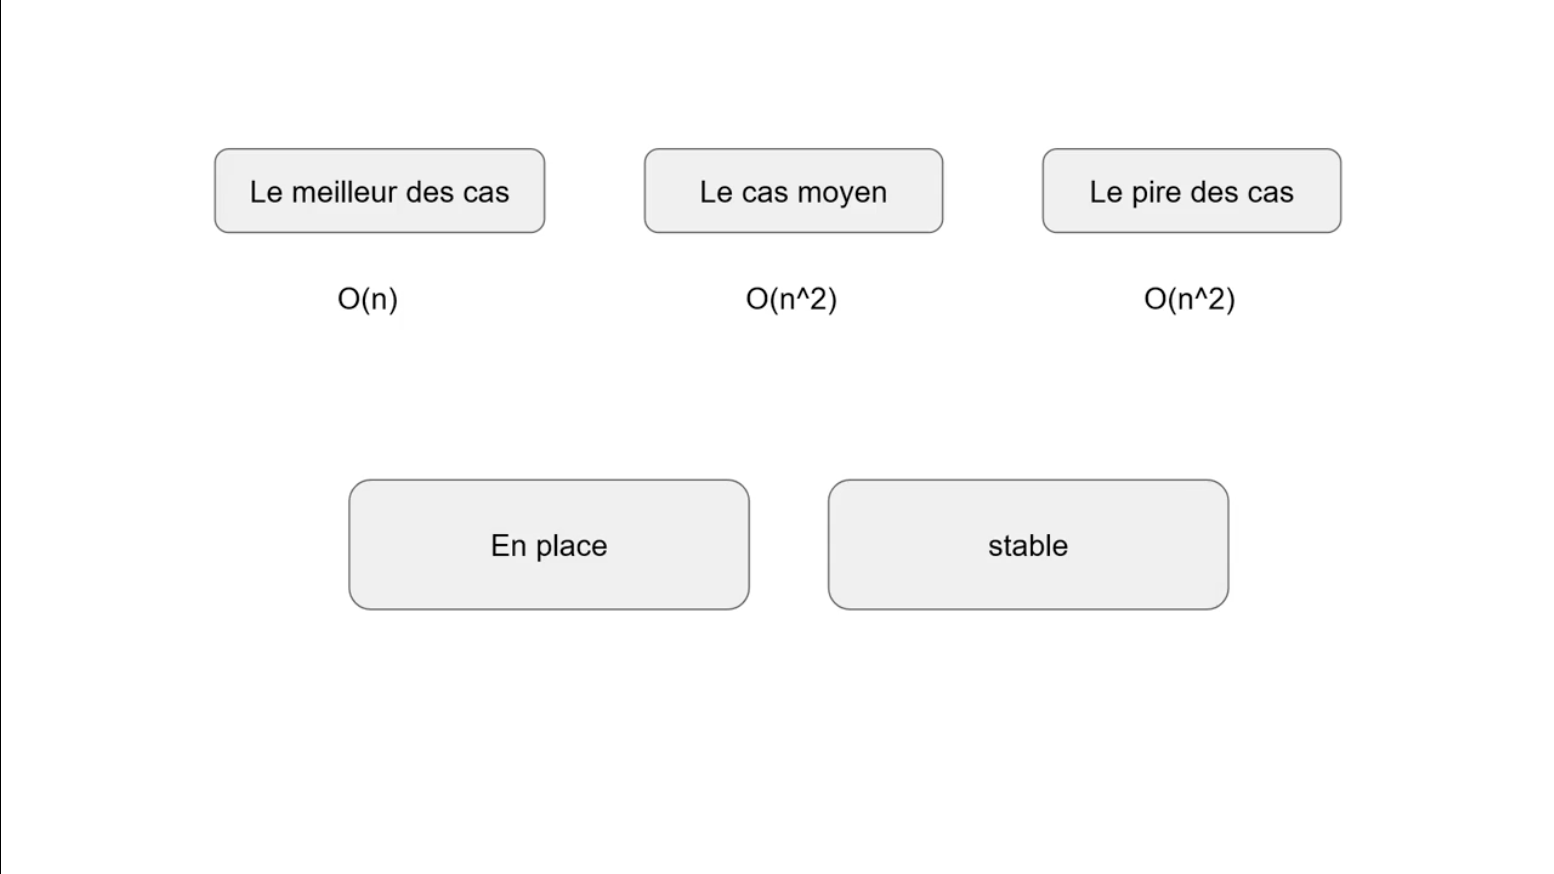 Le meilleur des cas
Le cas moyen
Le pire des cas
O(n)
O(n^2)
O(n^2)
En place
stable